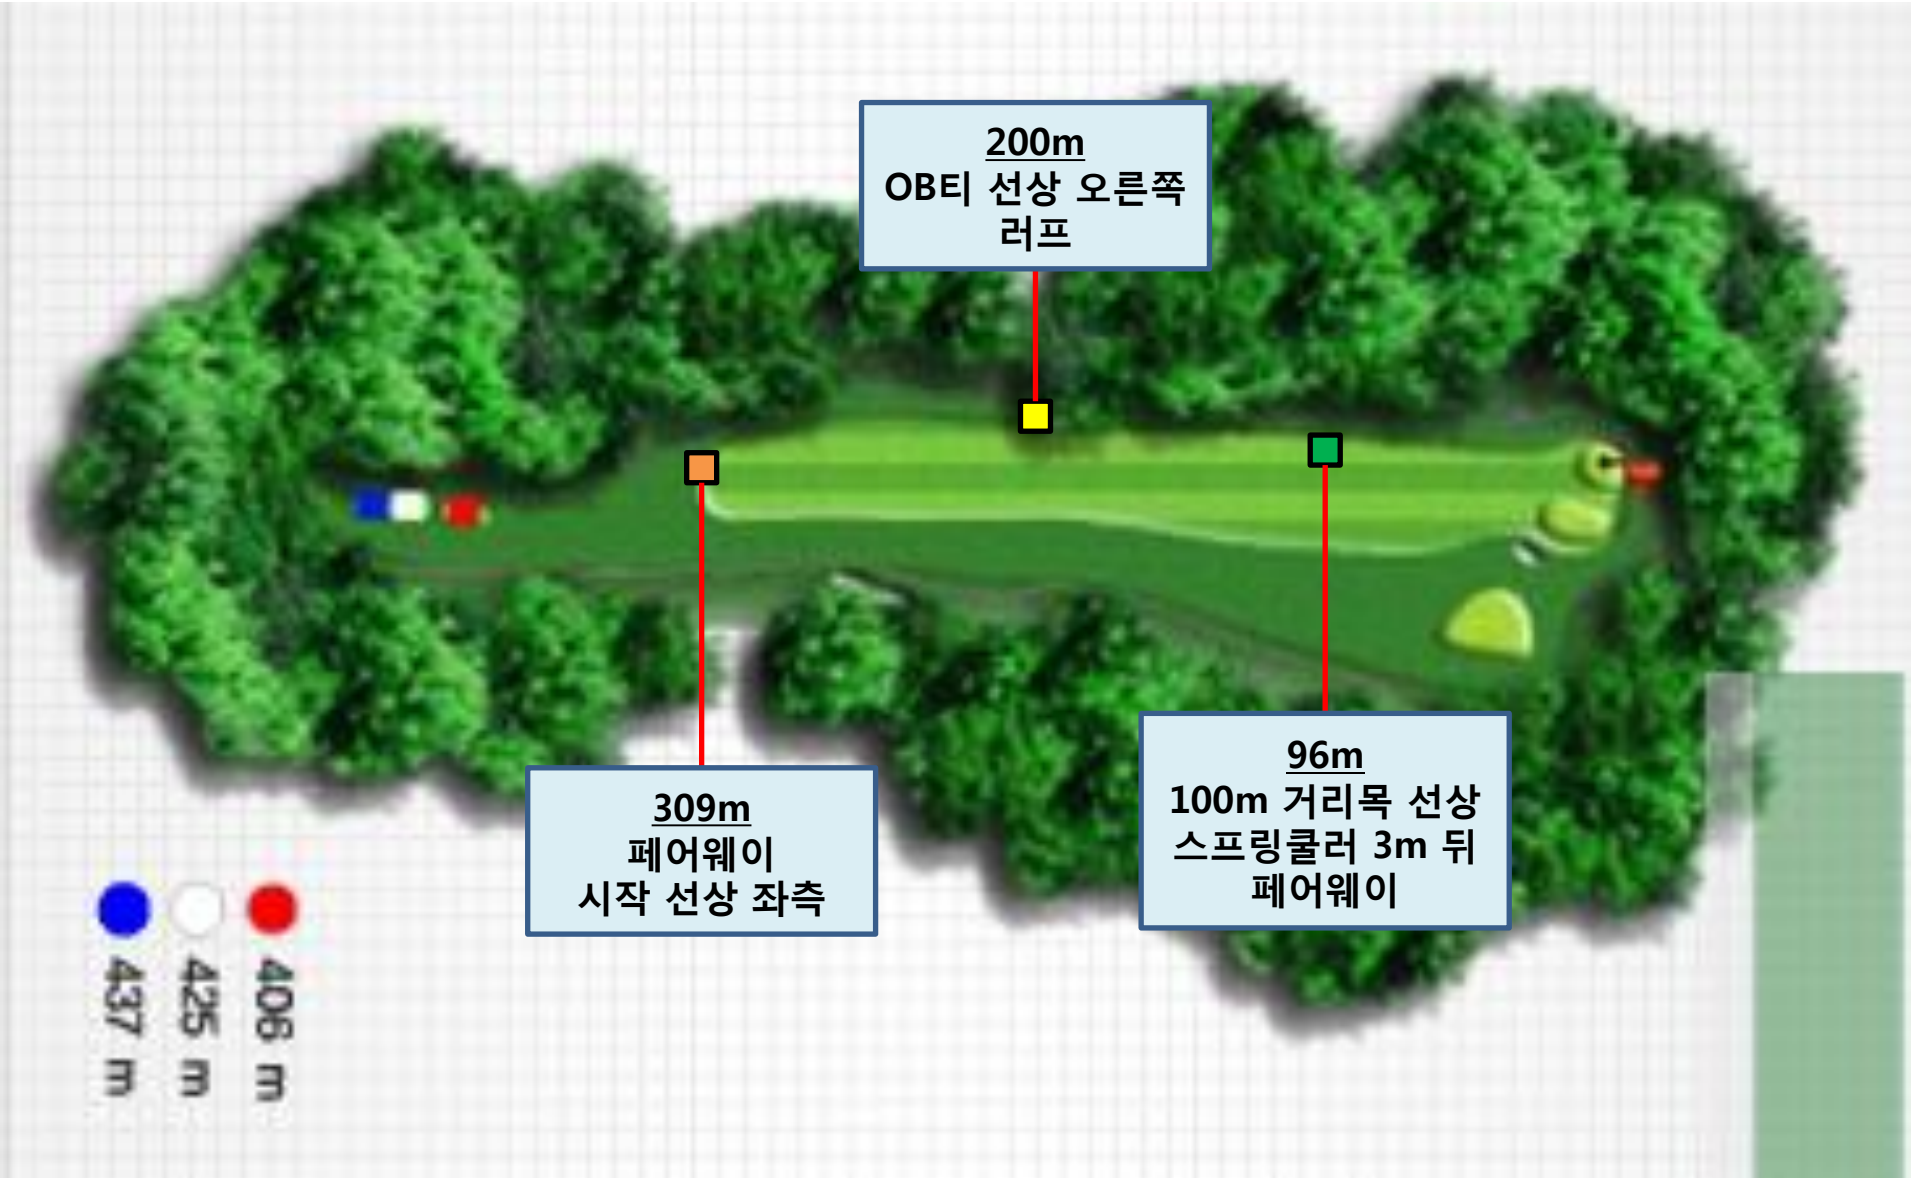 200m
OB티 선상 오른쪽
러프
309m
페어웨이
시작 선상 좌측
96m
100m 거리목 선상
스프링쿨러 3m 뒤
페어웨이
406 m
425 m
437 m